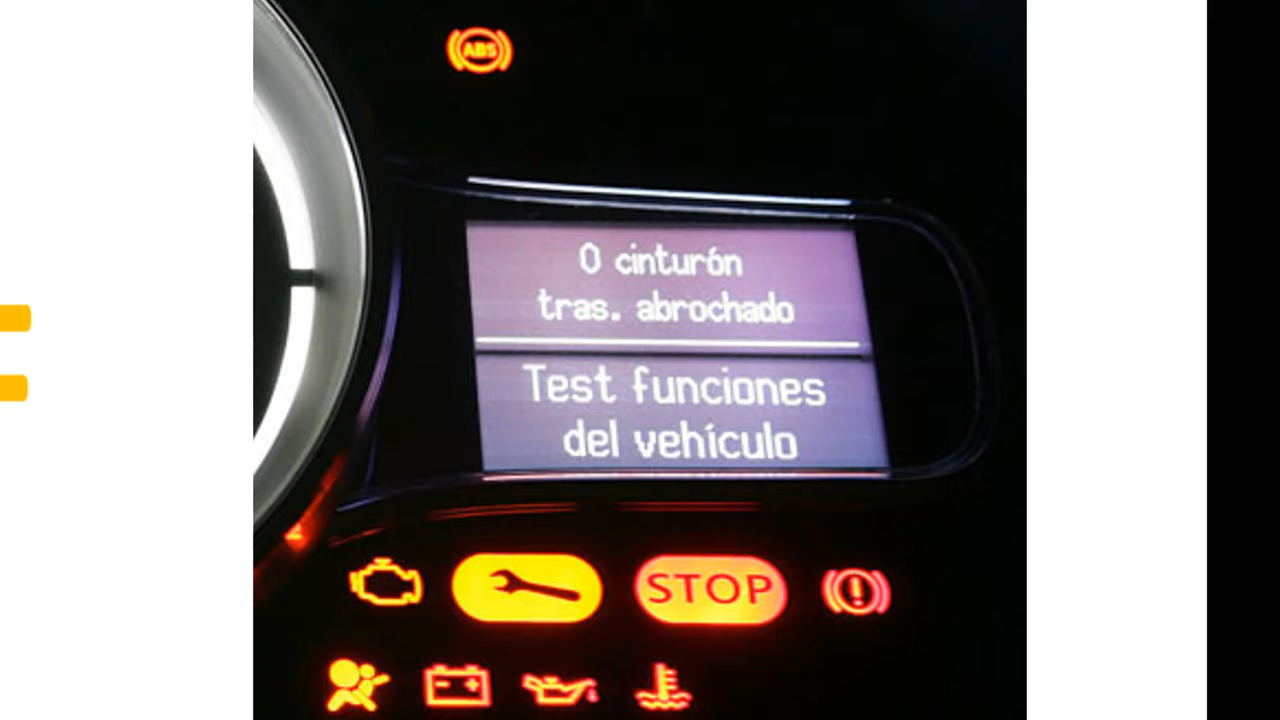 ABS
0 cinturón
tras. abrochado
Test funciones
del vehículo
STOP